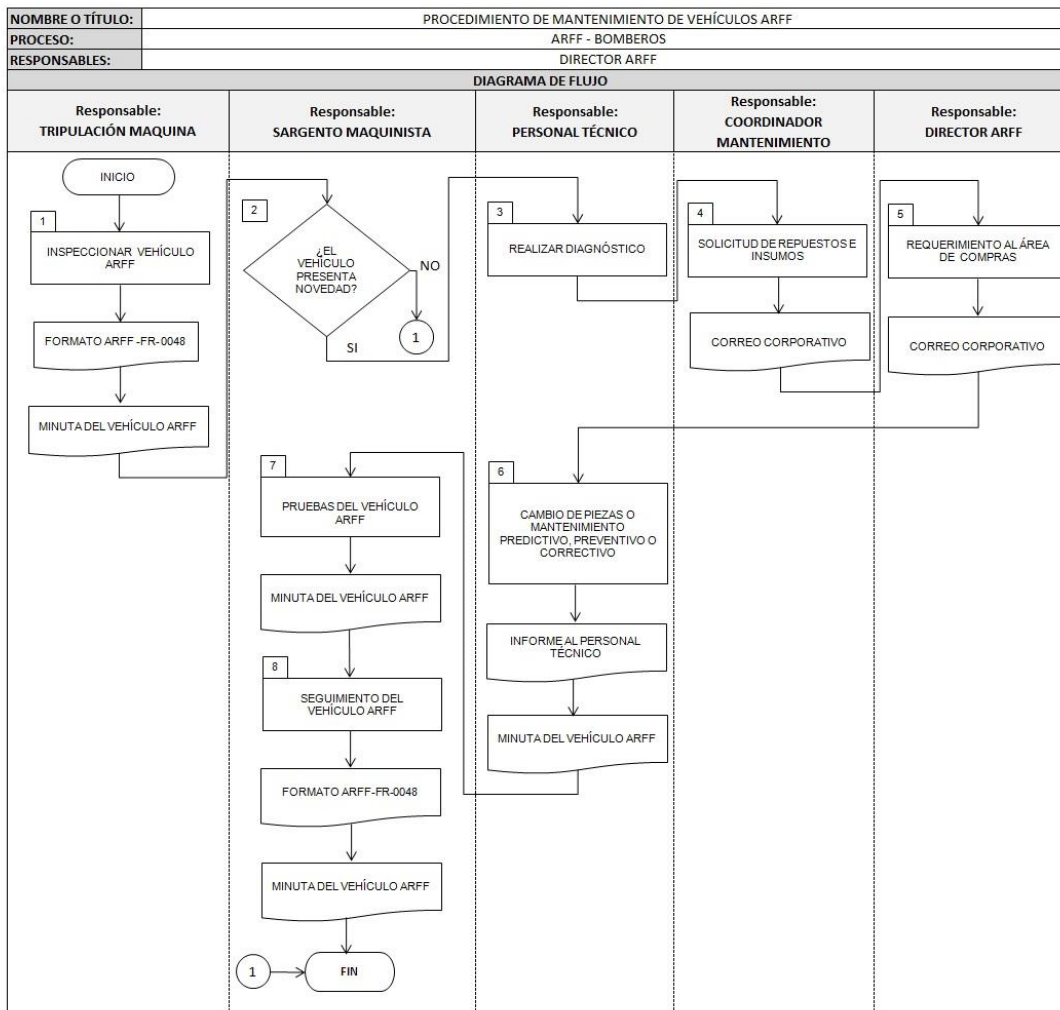 NOMBRE O TÍTULO:
PROCEDIMIENTO DE MANTENIMIENTO DE VEHÍCULOS ARFF
PROCESO:
ARFF - BOMBEROS
RESPONSABLES:
DIRECTOR ARFF
DIAGRAMA DE FLUJO
Responsable:
TRIPULACIÓN MAQUINA
Responsable:
SARGENTO MAQUINISTA
Responsable:
PERSONAL TÉCNICO
Responsable:
COORDINADOR
MANTENIMIENTO
Responsable:
DIRECTOR ARFF
INICIO
1
INSPECCIONAR VEHÍCULO
ARFF
FORMATO ARFF -FR- 0048
MINUTA DEL VEHÍCULO ARFF
2
¿EL
VEHÍCULO
PRESENTA
NOVEDAD?
NO
1
SI
3
REALIZAR DIAGNÓSTICO
4
SOLICITUD DE REPUESTOS E
INSUMOS
CORREO CORPORATIVO
5
REQUERIMIENTO AL ÁREA
DE COMPRAS
CORREO CORPORATIVO
6
CAMBIO DE PIEZAS O
MANTENIMIENTO
PREDICTIVO, PREVENTIVO O
CORRECTIVO
INFORME AL PERSONAL
TÉCNICO
MINUTA DEL VEHÍCULO ARFF
7
PRUEBAS DEL VEHÍCULO
ARFF
MINUTA DEL VEHÍCULO ARFF
8
SEGUIMIENTO DEL
VEHÍCULO ARFF
FORMATO ARFF-FR-0048
MINUTA DEL VEHÍCULO ARFF
1
FIN